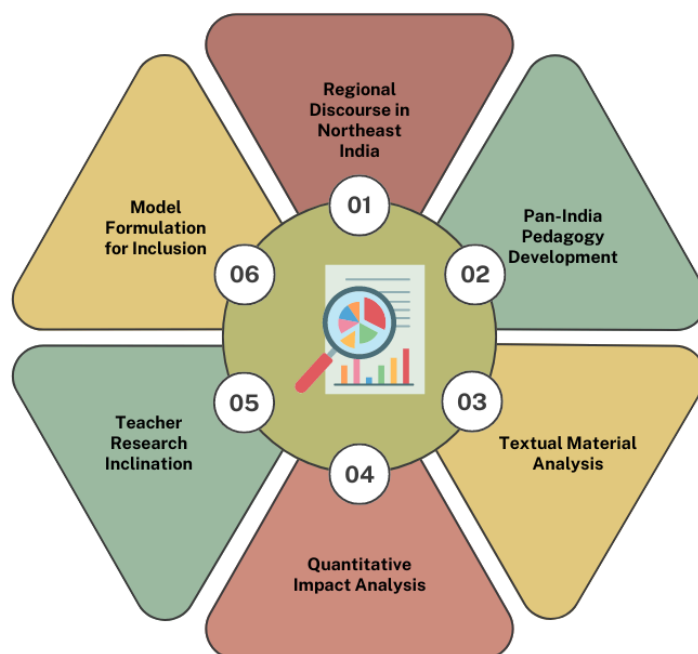 Regional
Discourse in
Northeast
India
01
Pan-India
Pedagogy
Development
02
Textual Material
Analysis
03
Quantitative
Impact Analysis
04
Teacher
Research
Inclination
05
Model
Formulation
for Inclusion
06